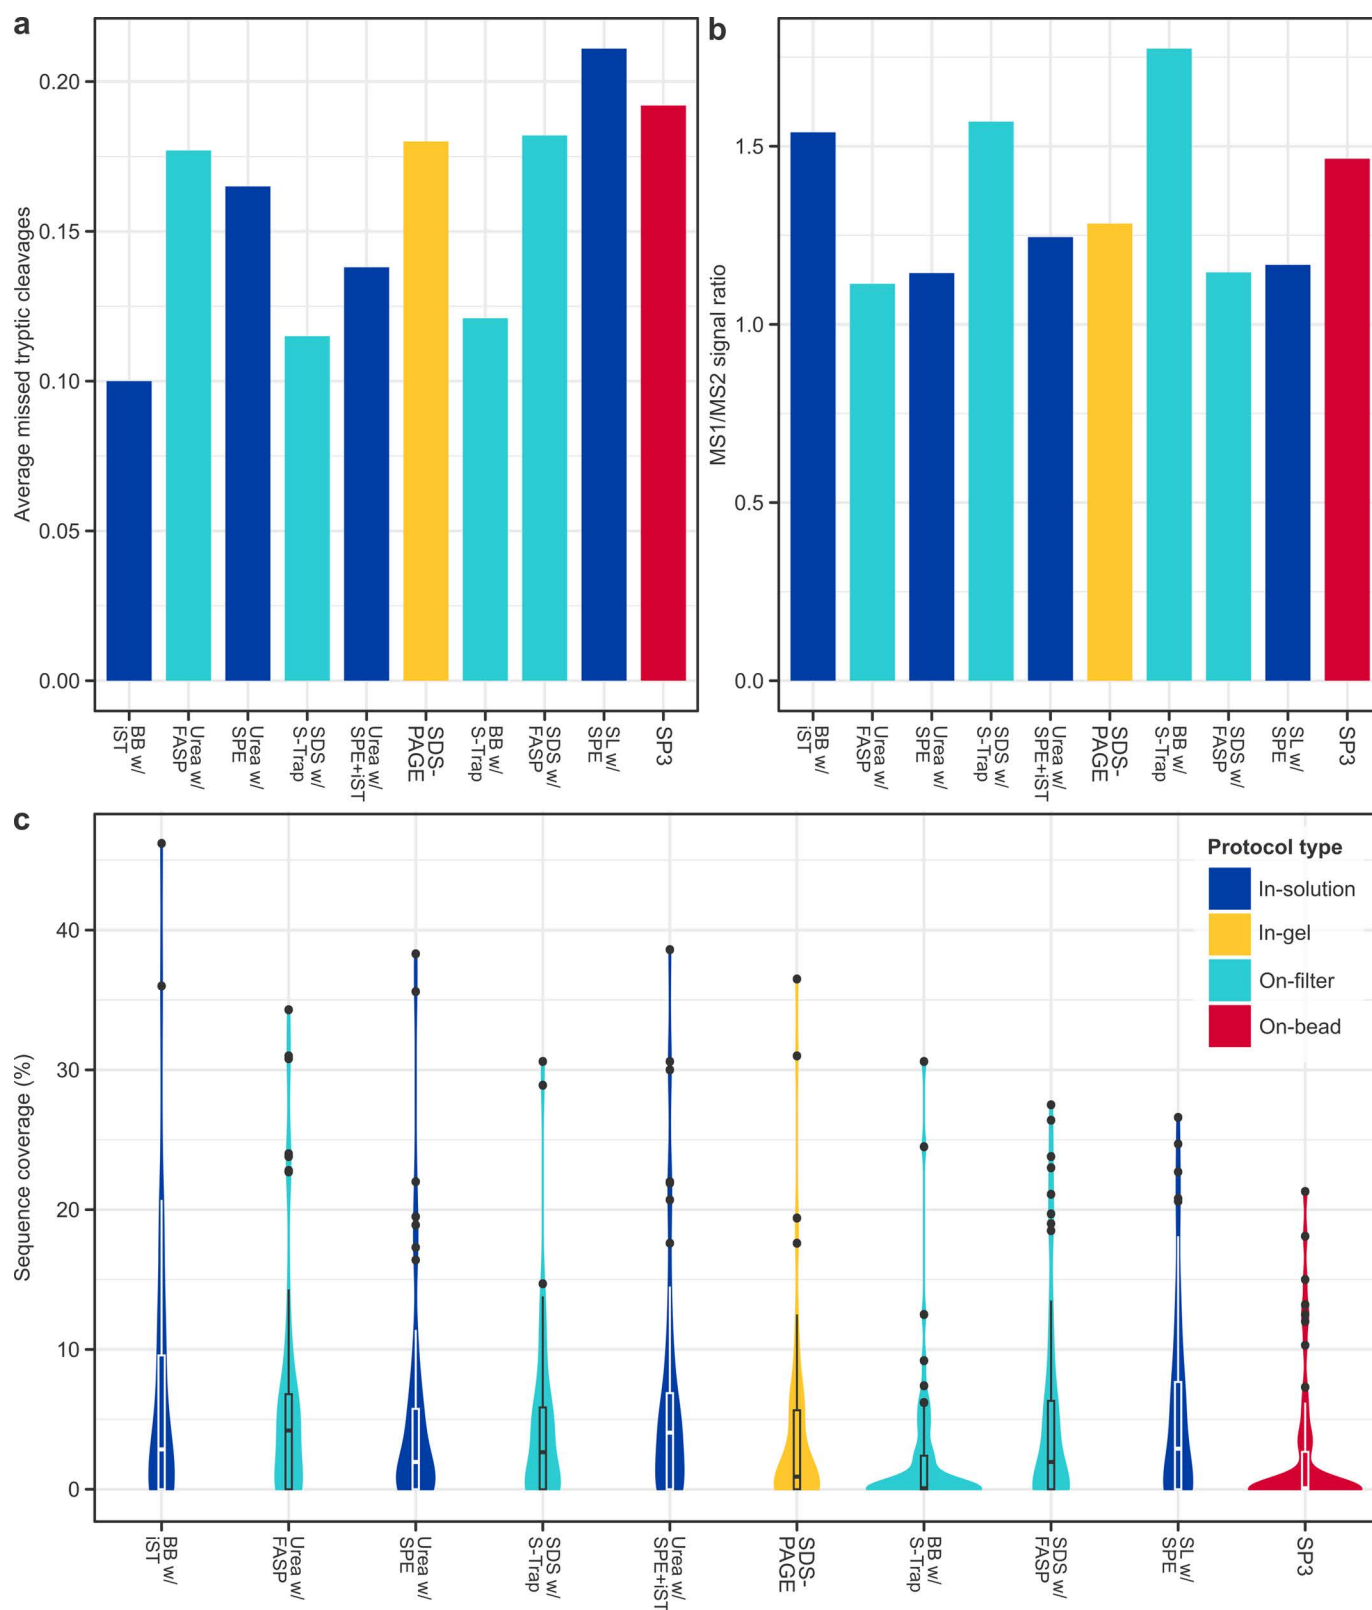 a
0.20
0.15
0.10
0.05
0.00
Average missed tryptic cleavages
BB w/
iST
Urea w/
FASP
Urea w/
SPE
SDS w/
S-Trap
Urea w/
SPE+iST
SDS-
PAGE
BB w/
S-Trap
SDS w/
FASP
SL w/
SPE
SP3
b
1.5
1.0
0.5
0.0
MS1/MS2 signal ratio
BB w/
iST
Urea w/
FASP
Urea w/
SPE
SDS w/
S-Trap
Urea w/
SPE+iST
SDS-
PAGE
BB w/
S-Trap
SDS w/
FASP
SL w/
SPE
SP3
c
40
30
20
10
0
Sequence coverage (%)
Protocol type
In-solution
In-gel
On-filter
On-bead
BB w/
iST
Urea w/
FASP
Urea w/
SPE
SDS w/
S-Trap
Urea w/
SPE+iST
SDS-
PAGE
BB w/
S-Trap
SDS w/
FASP
SL w/
SPE
SP3